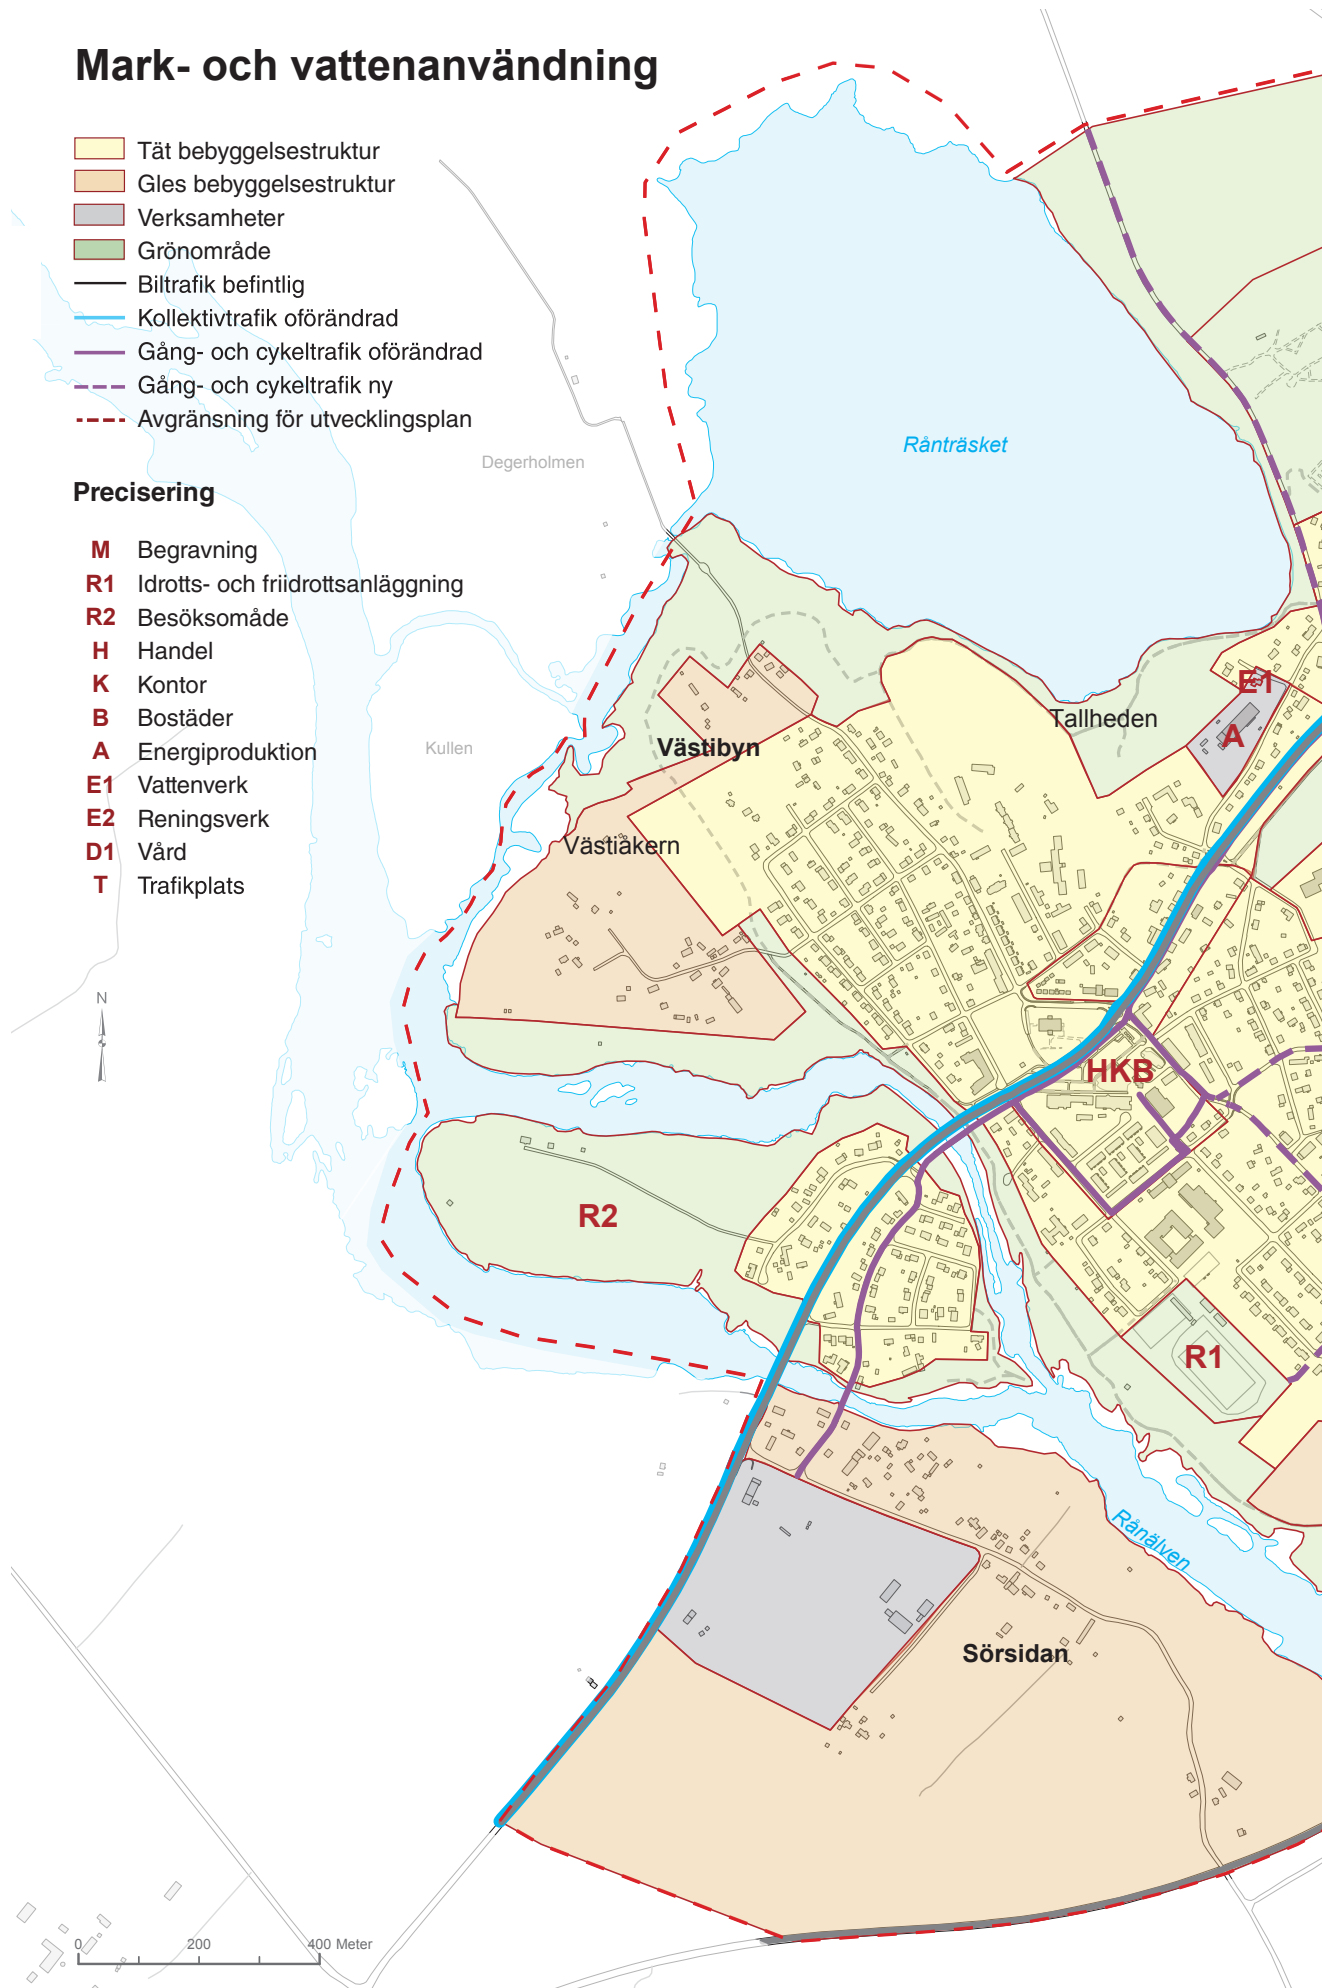 Mark- och vattenanvändning
Tät bebyggelsestruktur
Gles bebyggelsestruktur
Verksamheter
Grönområde
Biltrafik befintlig
Kollektivtrafik oförändrad
Gång- och cykeltrafik oförändrad
Gång- och cykeltrafik ny
Avgränsning för utvecklingsplan
Precisering
M Begravning
R1 Idrotts- och friidrottsanläggning
R2 Besöksomåde
H Handel
K Kontor
B Bostäder
A Energiproduktion
E1 Vattenverk
E2 Reningsverk
D1 Vård
T Trafikplats
Rånträsket
Degerholmen
E1
Tallheden
A
Kullen
Västibyn
Västiåkern
N
HKB
R2
R1
Rånälven
Sörsidan
0 200 400 Meter